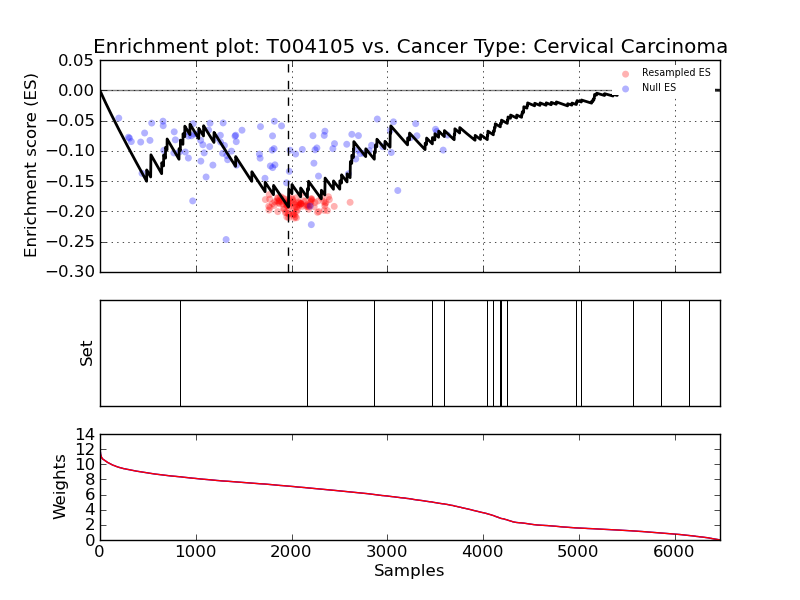 Enrichment plot: T004105 vs. Cancer Type: Cervical Carcinoma
0.05
0.00
−0.05
−0.10
−0.15
−0.20
−0.25
−0.30
Enrichment score (ES)
Resampled ES
Null ES
Set
14
12
10
8
6
4
2
0
Weights
0 1000 2000 3000 4000 5000 6000
Samples